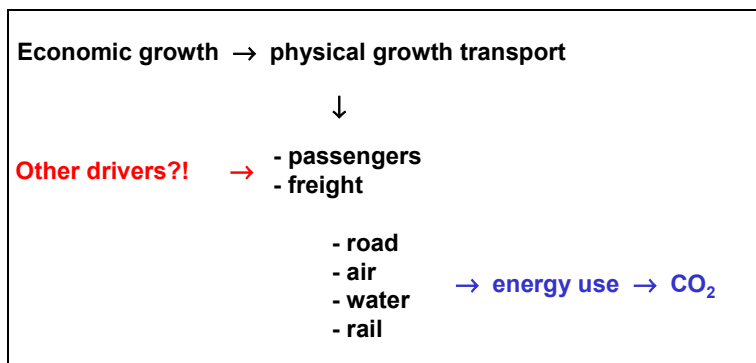 Economic growth → physical growth transport
↓
- passengers
Other drivers?! →
- freight
- road
- air
- water
→ energy use → CO₂
- rail